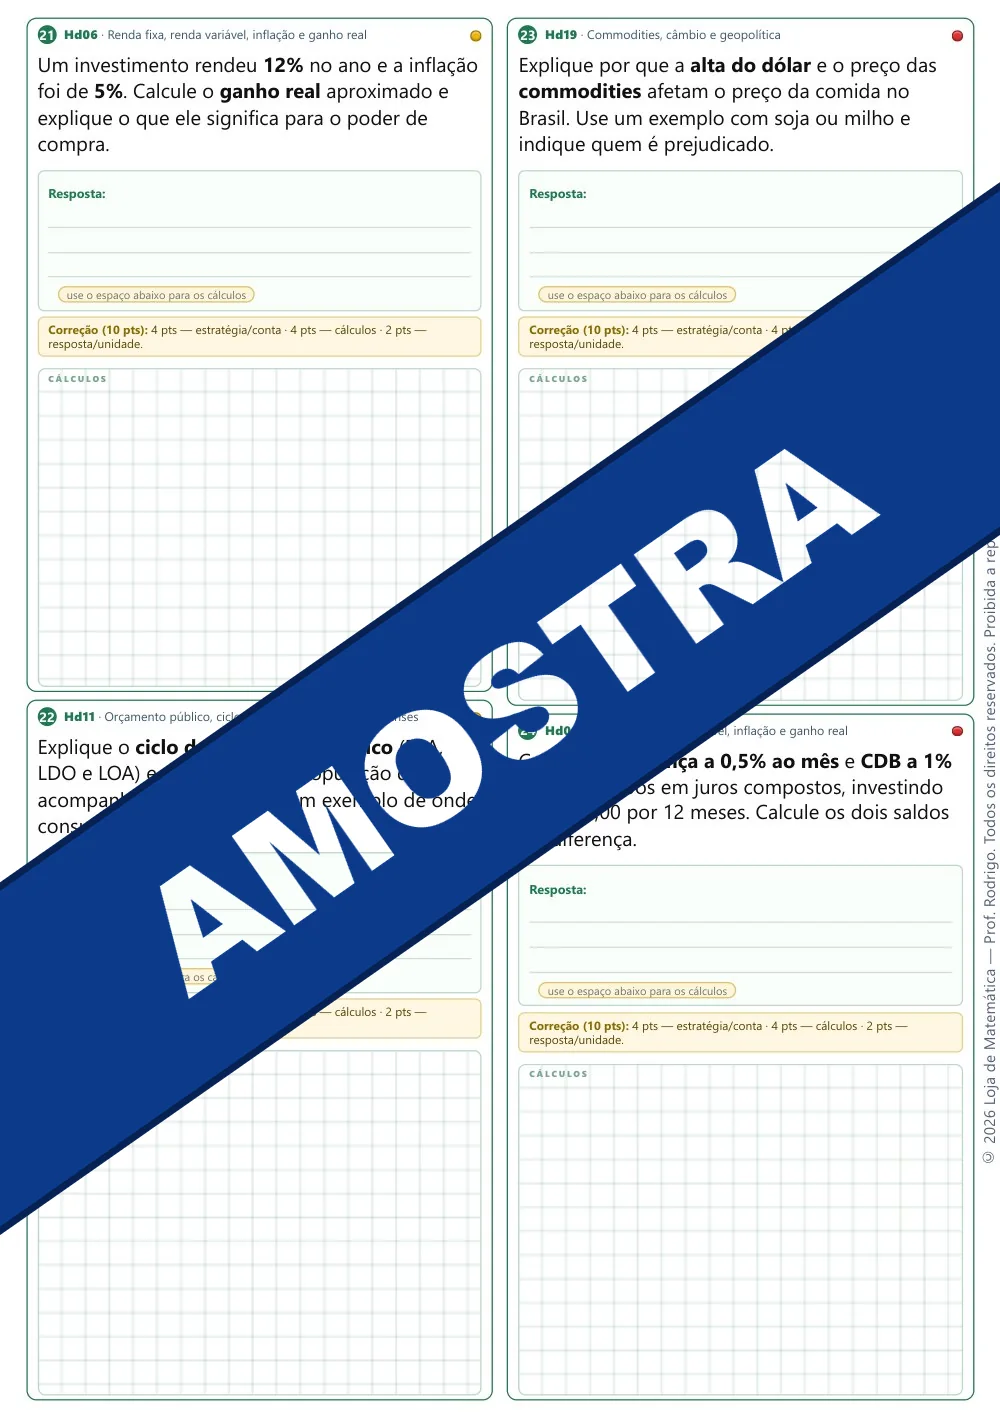 21 Hd06 · Renda fixa, renda variável, inflação e ganho real
Um investimento rendeu 12% no ano e a inflação
foi de 5%. Calcule o ganho real aproximado e
explique o que ele significa para o poder de
compra.
Resposta:
use o espaço abaixo para os cálculos
Correção (10 pts): 4 pts — estratégia/conta · 4 pts — cálculos · 2 pts —
resposta/unidade.
CÁLCULOS
22 Hd11 · Orçamento público,
Explique o
LDO e LOA)
exemplo de onde
os
— cálculos · 2 pts —
23 Hd19 · Commodities, câmbio e geopolítica
Explique por que a alta do dólar e o preço das
commodities afetam o preço da comida no
Brasil. Use um exemplo com soja ou milho e
indique quem é prejudicado.
Resposta:
use o espaço abaixo para os cálculos
Correção (10 pts): 4 pts — estratégia/conta · 4
resposta/unidade.
CÁLCULOS
inflação e ganho real
a 0,5% ao mês e CDB a 1%
em juros compostos, investindo
por 12 meses. Calcule os dois saldos
Resposta:
use o espaço abaixo para os cálculos
Correção (10 pts): 4 pts — estratégia/conta · 4 pts — cálculos · 2 pts —
resposta/unidade.
CÁLCULOS
AMOSTRA
© 2026 Loja de Matemática — Prof. Rodrigo. Todos os direitos reservados. Proibida a